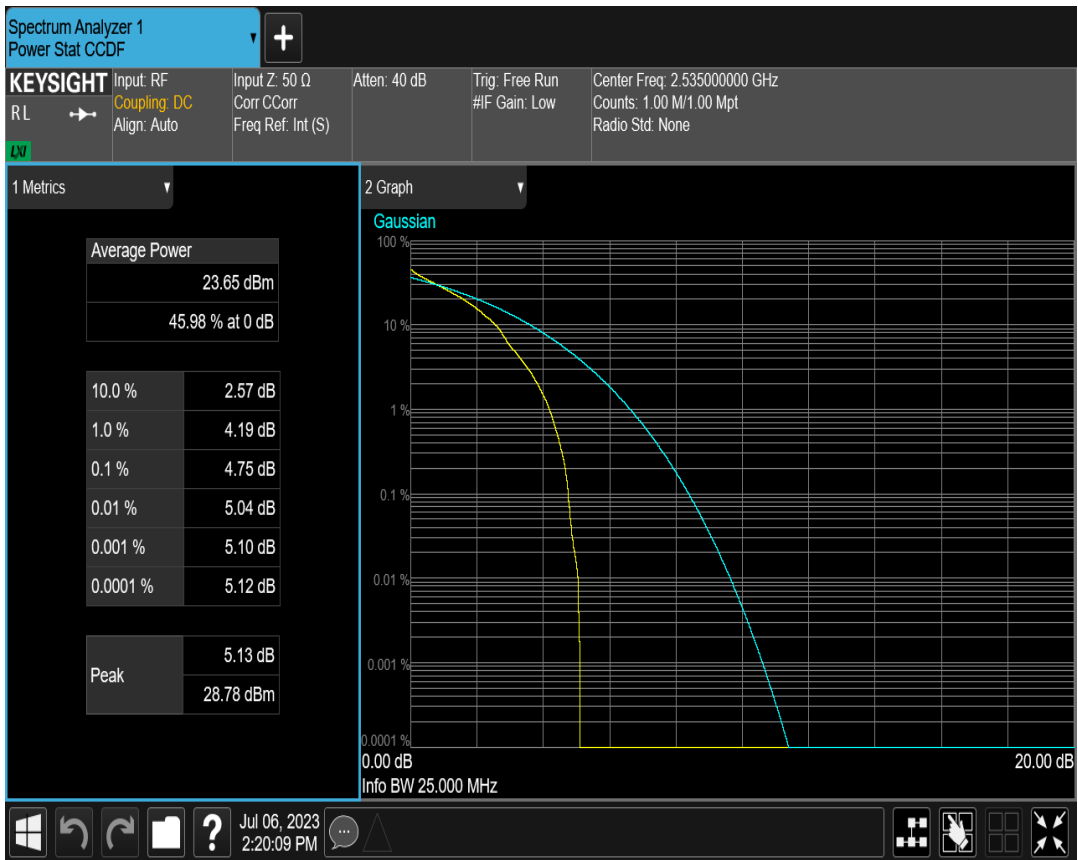 Spectrum Analyzer 1
Power Stat CCDF
KEYSIGHT
RL
LXI
Input: RF
Coupling: DC
Align: Auto
Input Z: 50 Ω
Corr CCorr
Freq Ref: Int (S)
Atten: 40 dB
Trig: Free Run
#IF Gain: Low
Center Freq: 2.535000000 GHz
Counts: 1.00 M/1.00 Mpt
Radio Std: None
1 Metrics
Average Power
23.65 dBm
45.98 % at 0 dB
10.0 % 2.57 dB
1.0 % 4.19 dB
0.1 % 4.75 dB
0.01 % 5.04 dB
0.001 % 5.10 dB
0.0001 % 5.12 dB
Peak
5.13 dB
28.78 dBm
2 Graph
Gaussian
100 %
10 %
1 %
0.1 %
0.01 %
0.001 %
0.0001 %
0.00 dB 20.00 dB
Info BW 25.000 MHz
?
Jul 06, 2023
2:20:09 PM